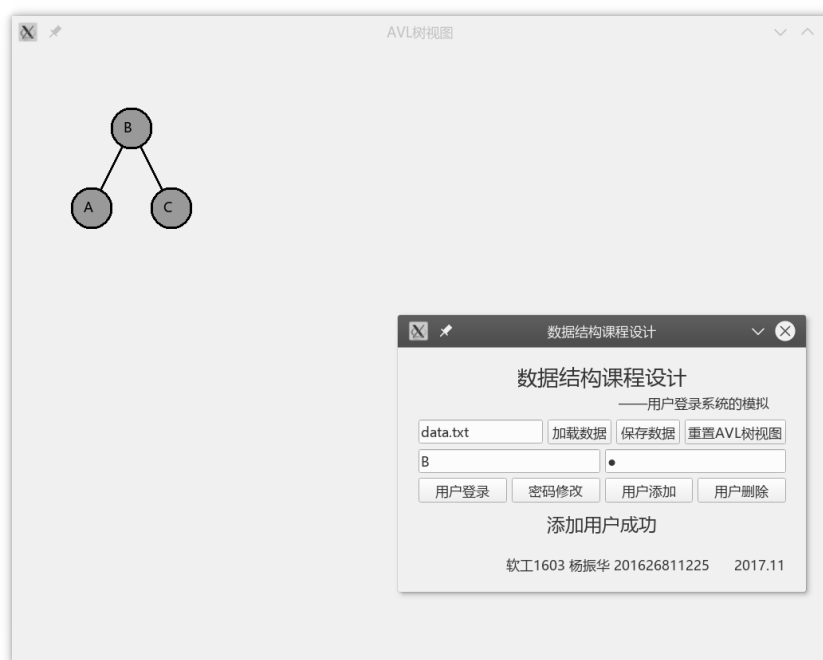 AVL树视图
B
A C
数据结构课程设计
数据结构课程设计
——用户登录系统的模拟
data.txt 加载数据 保存数据 重置AVL树视图
B ●
用户登录 密码修改 用户添加 用户删除
添加用户成功
软工1603 杨振华 201626811225 2017.11